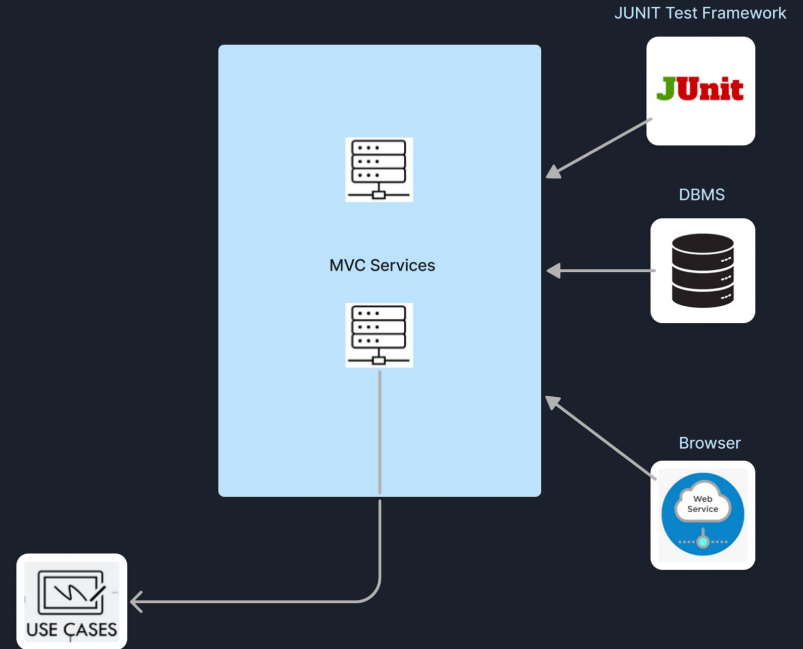 JUNIT Test Framework
JUnit
DBMS
MVC Services
Browser
Web
Service
USE CASES